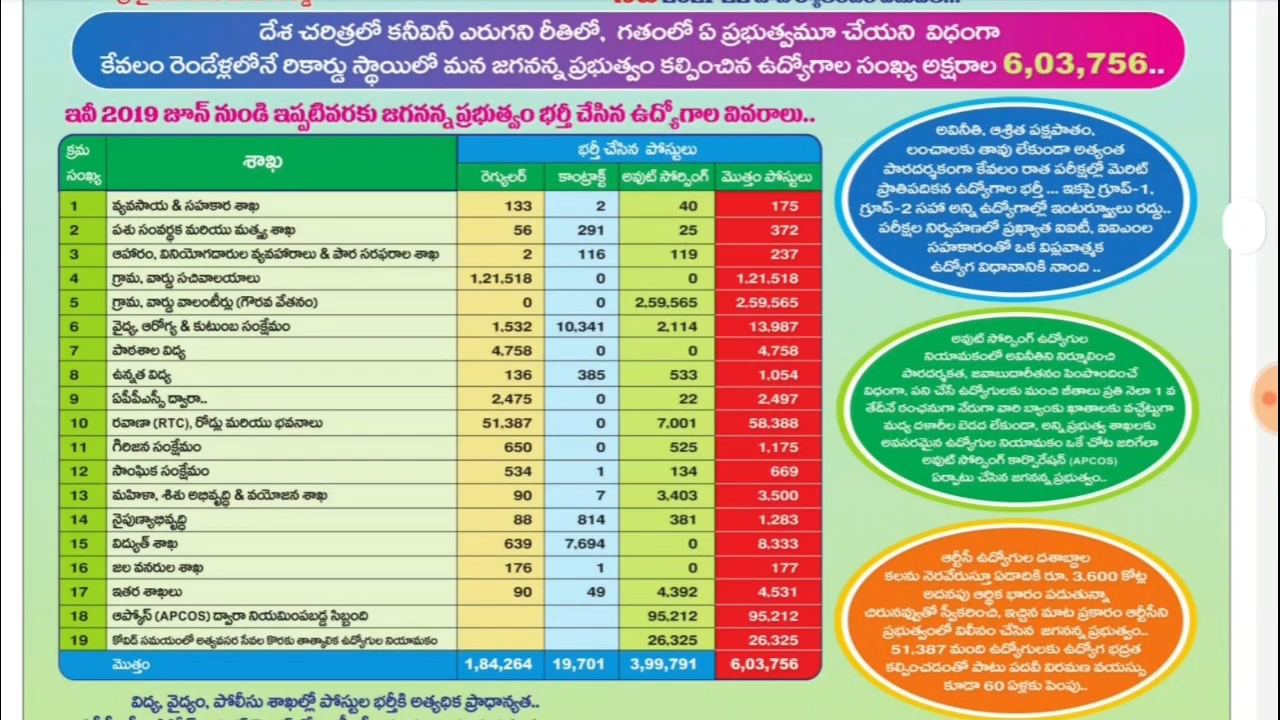 దేశ చరిత్రలో కనీవినీ ఎరుగని రీతిలో, గతంలో ఏ ప్రభుత్వమూ చేయని విధంగా
కేవలం రెండేళ్లలోనే రికార్డు స్థాయిలో మన జగనన్న ప్రభుత్వం కల్పించిన ఉద్యోగాల సంఖ్య అక్షరాల 6,03,756..
ఇవీ 2019 జూన్ నుండి ఇప్పటివరకు జగనన్న ప్రభుత్వం భర్తీ చేసిన ఉద్యోగాల వివరాలు..
క్రమ సంఖ్య శాఖ భర్తీ చేసిన పోస్టులు
రెగ్యులర్ కాంట్రాక్ట్ అవుట్ సోర్సింగ్ మొత్తం పోస్టులు
1 వ్యవసాయ & సహకార శాఖ 133 2 40 175
2 పశు సంవర్థక మరియు మత్స్య శాఖ 56 291 25 372
3 ఆహారం, వినియోగదారుల వ్యవహారాలు & పౌర సరఫరాల శాఖ 2 116 119 237
4 గ్రామ, వార్డు సచివాలయాలు 1,21,518 0 0 1,21,518
5 గ్రామ, వార్డు వాలంటీర్లు (గౌరవ వేతనం) 0 0 2,59,565 2,59,565
6 వైద్య, ఆరోగ్య & కుటుంబ సంక్షేమం 1,532 10,341 2,114 13,987
7 పాఠశాల విద్య 4,758 0 0 4,758
8 ఉన్నత విద్య 136 385 533 1,054
9 ఏపీపీఎస్సీ ద్వారా.. 2,475 0 22 2,497
10 రవాణా (RTC), రోడ్లు మరియు భవనాలు 51,387 0 7,001 58,388
11 గిరిజన సంక్షేమం 650 0 525 1,175
12 సాంఘిక సంక్షేమం 534 1 134 669
13 మహిళా, శిశు అభివృద్ధి & వయోజన శాఖ 90 7 3,403 3,500
14 నైపుణ్యాభివృద్ధి 88 814 381 1,283
15 విద్యుత్ శాఖ 639 7,694 0 8,333
16 జల వనరుల శాఖ 176 1 0 177
17 ఇతర శాఖలు 90 49 4,392 4,531
18 ఆప్కోస్ (APCOS) ద్వారా నియమింపబడ్డ సిబ్బంది 95,212 95,212
19 కోవిడ్ సమయంలో అత్యవసర సేవల కొరకు తాత్కాలిక ఉద్యోగుల నియామకం 26,325 26,325
మొత్తం 1,84,264 19,701 3,99,791 6,03,756
విద్య, వైద్యం, పోలీసు శాఖల్లో పోస్టుల భర్తీకి అత్యధిక ప్రాధాన్యత..
అవినీతి, ఆశ్రిత పక్షపాతం,
లంచాలకు తావు లేకుండా అత్యంత
పారదర్శకంగా కేవలం రాత పరీక్షల్లో మెరిట్
ప్రాతిపదికన ఉద్యోగాల భర్తీ ... ఇకపై గ్రూప్-1,
గ్రూప్-2 సహా అన్ని ఉద్యోగాల్లో ఇంటర్వ్యూలు రద్దు..
పరీక్షల నిర్వహణలో ప్రఖ్యాత ఐఐటీ, ఐఐఎంల
సహకారంతో ఒక విప్లవాత్మక
ఉద్యోగ విధానానికి నాంది ..
అవుట్ సోర్సింగ్ ఉద్యోగుల
నియామకంలో అవినీతిని నిర్మూలించి
పారదర్శకత, జవాబుదారీతనం పెంపొందించే
విధంగా, పని చేసే ఉద్యోగులకు మంచి జీతాలు ప్రతి నెలా 1 వ
తేదీనే ఠంఛనుగా నేరుగా వారి బ్యాంకు ఖాతాలకు వచ్చేట్టుగా
మధ్య దళారీల బెడద లేకుండా, అన్ని ప్రభుత్వ శాఖలకు
అవసరమైన ఉద్యోగుల నియామకం ఒకే చోట జరిగేలా
అవుట్ సోర్సింగ్ కార్పొరేషన్ (APCOS)
ఏర్పాటు చేసిన జగనన్న ప్రభుత్వం..
ఆర్టీసీ ఉద్యోగుల దశాబ్దాల
కలను నెరవేరుస్తూ ఏడాదికి రూ. 3,600 కోట్ల
అదనపు ఆర్థిక భారం పడుతున్నా
చిరునవ్వుతో స్వీకరించి, ఇచ్చిన మాట ప్రకారం ఆర్టీసీని
ప్రభుత్వంలో విలీనం చేసిన జగనన్న ప్రభుత్వం..
51,387 మంది ఉద్యోగులకు ఉద్యోగ భద్రత
కల్పించడంతో పాటు పదవీ విరమణ వయస్సు
కూడా 60 ఏళ్లకు పెంపు..